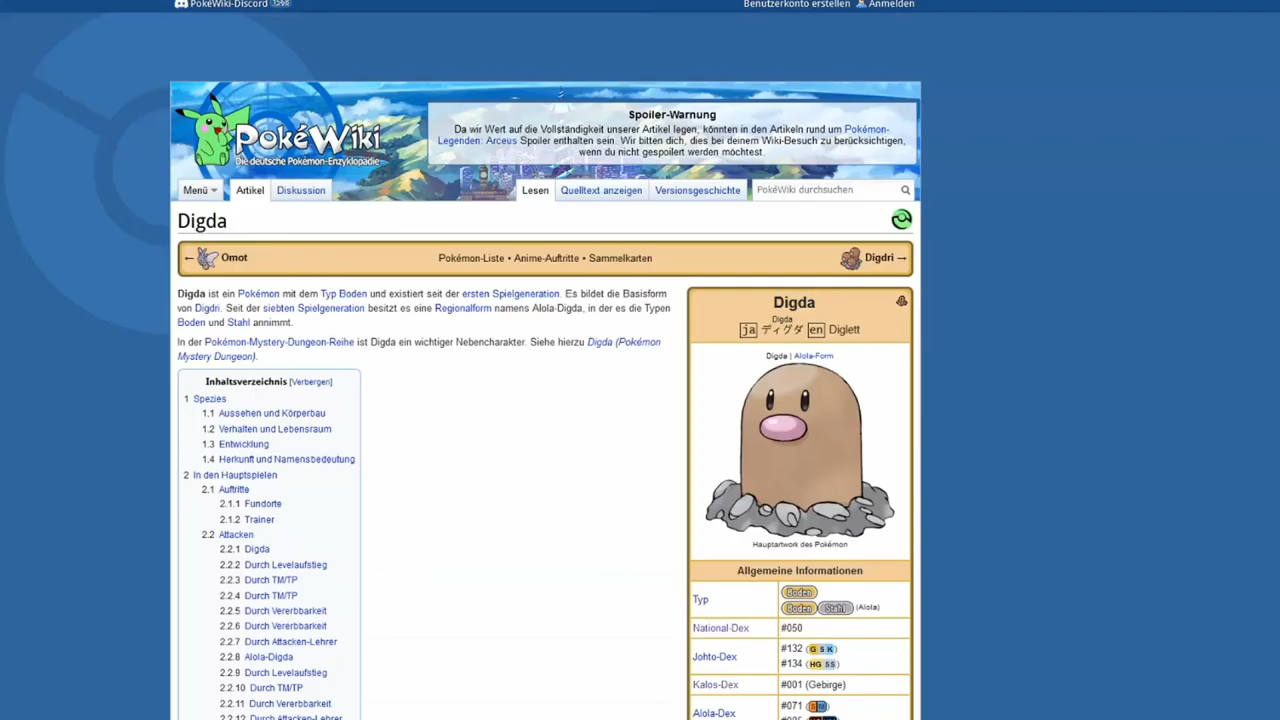 PokéWiki-Discord 1568
Benutzerkonto erstellen Anmelden
PokéWiki
Die deutsche Pokémon-Enzyklopädie
Spoiler-Warnung
Da wir Wert auf die Vollständigkeit unserer Artikel legen, könnten in den Artikeln rund um Pokémon-
Legenden: Arceus Spoiler enthalten sein. Wir bitten dich, dies bei deinem Wiki-Besuch zu berücksichtigen,
wenn du nicht gespoilert werden möchtest.
Menü Artikel Diskussion Lesen Quelltext anzeigen Versionsgeschichte PokéWiki durchsuchen
Digda
← Omot
Pokémon-Liste • Anime-Auftritte • Sammelkarten
Digdri →
Digda ist ein Pokémon mit dem Typ Boden und existiert seit der ersten Spielgeneration. Es bildet die Basisform
von Digdri. Seit der siebten Spielgeneration besitzt es eine Regionalform namens Alola-Digda, in der es die Typen
Boden und Stahl annimmt.
In der Pokémon-Mystery-Dungeon-Reihe ist Digda ein wichtiger Nebencharakter. Siehe hierzu Digda (Pokémon
Mystery Dungeon).
Inhaltsverzeichnis [Verbergen]
1 Spezies
1.1 Aussehen und Körperbau
1.2 Verhalten und Lebensraum
1.3 Entwicklung
1.4 Herkunft und Namensbedeutung
2 In den Hauptspielen
2.1 Auftritte
2.1.1 Fundorte
2.1.2 Trainer
2.2 Attacken
2.2.1 Digda
2.2.2 Durch Levelaufstieg
2.2.3 Durch TM/TP
2.2.4 Durch TM/TP
2.2.5 Durch Vererbbarkeit
2.2.6 Durch Vererbbarkeit
2.2.7 Durch Attacken-Lehrer
2.2.8 Alola-Digda
2.2.9 Durch Levelaufstieg
2.2.10 Durch TM/TP
2.2.11 Durch Vererbbarkeit
2.2.12 Durch Attacken-Lehrer
Digda
Digda
ja ディグダ en Diglett
Digda | Alola-Form
Hauptartwork des Pokémon
Allgemeine Informationen
Typ
Boden
Boden Stahl (Alola)
National-Dex #050
Johto-Dex
#132 (G S K)
#134 (HG SS)
Kalos-Dex #001 (Gebirge)
Alola-Dex
#071 (S M)